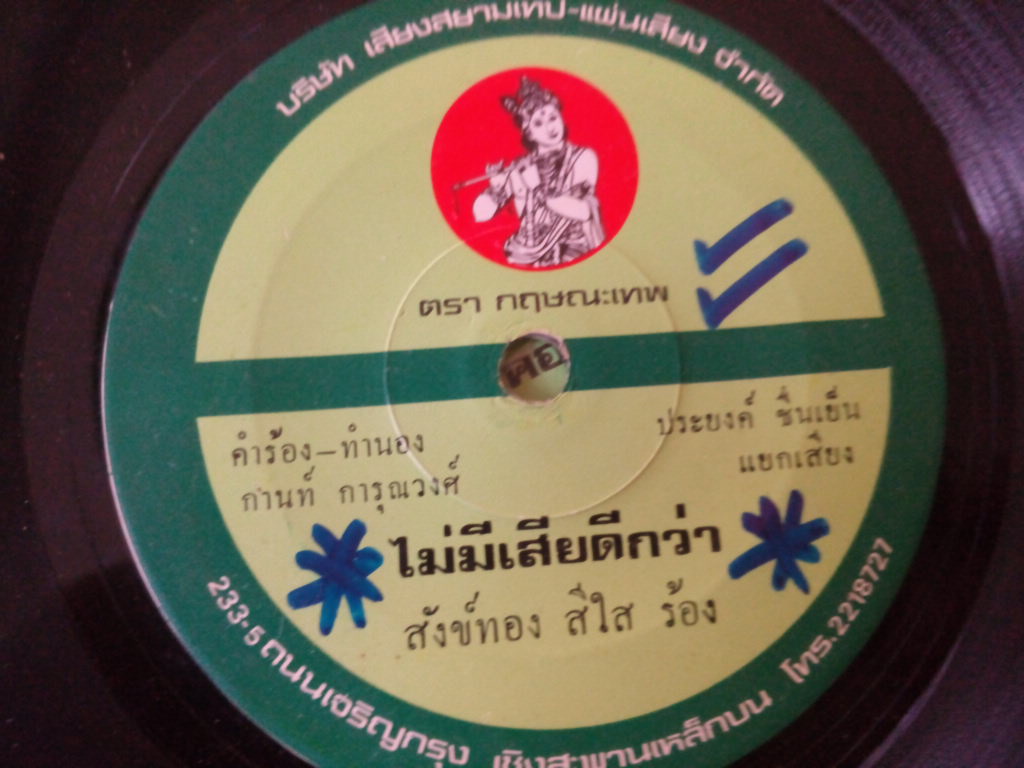 บริษัท เสียงสยามเทป-แผ่นเสียง จำกัด
ตรา กฤษณะเทพ
คำร้อง-ทำนอง
กานท์ การุณวงศ์
ประยงค์ ชื่นเย็น
แยกเสียง
ไม่มีเสียดีกว่า
สังข์ทอง สีใส ร้อง
233-5 ถนนเจริญกรุง เชิงสะพานเหล็กบน โทร.2218727